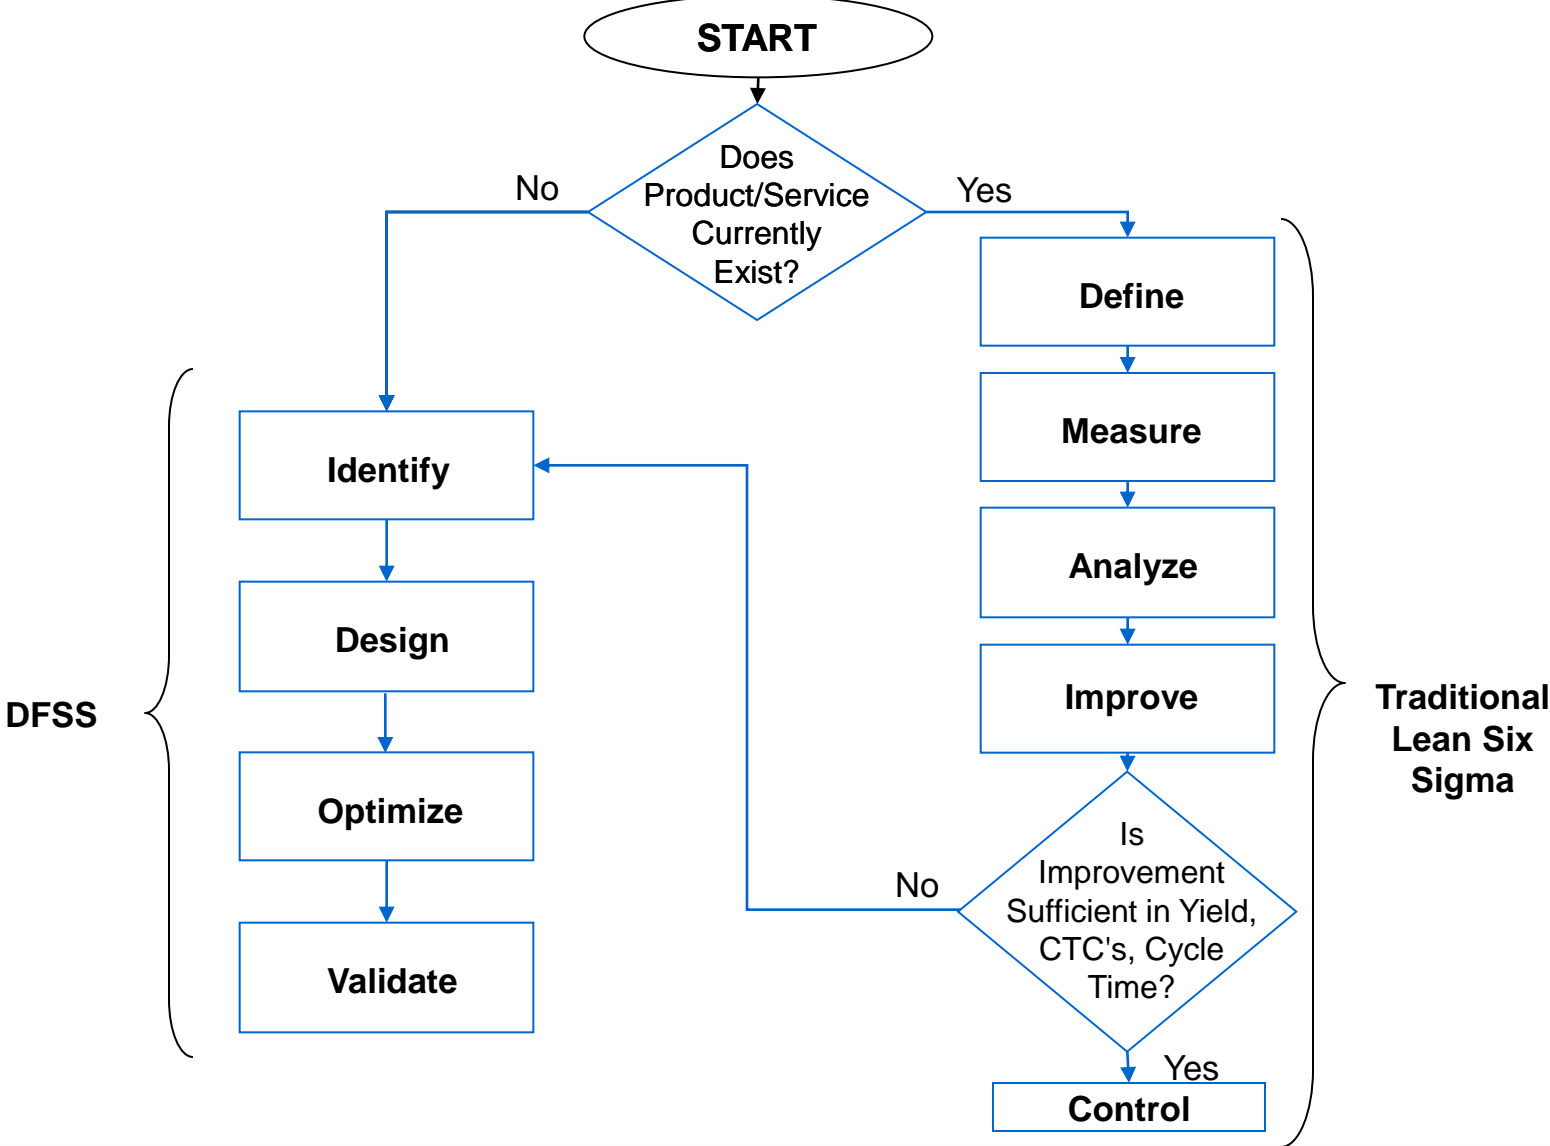 START
Does
Product/Service
Currently
Exist?
No
Yes
Define
Measure
Analyze
Improve
Is
Improvement
Sufficient in Yield,
CTC's, Cycle
Time?
No
Yes
Control
Traditional
Lean Six
Sigma
Identify
Design
Optimize
Validate
DFSS